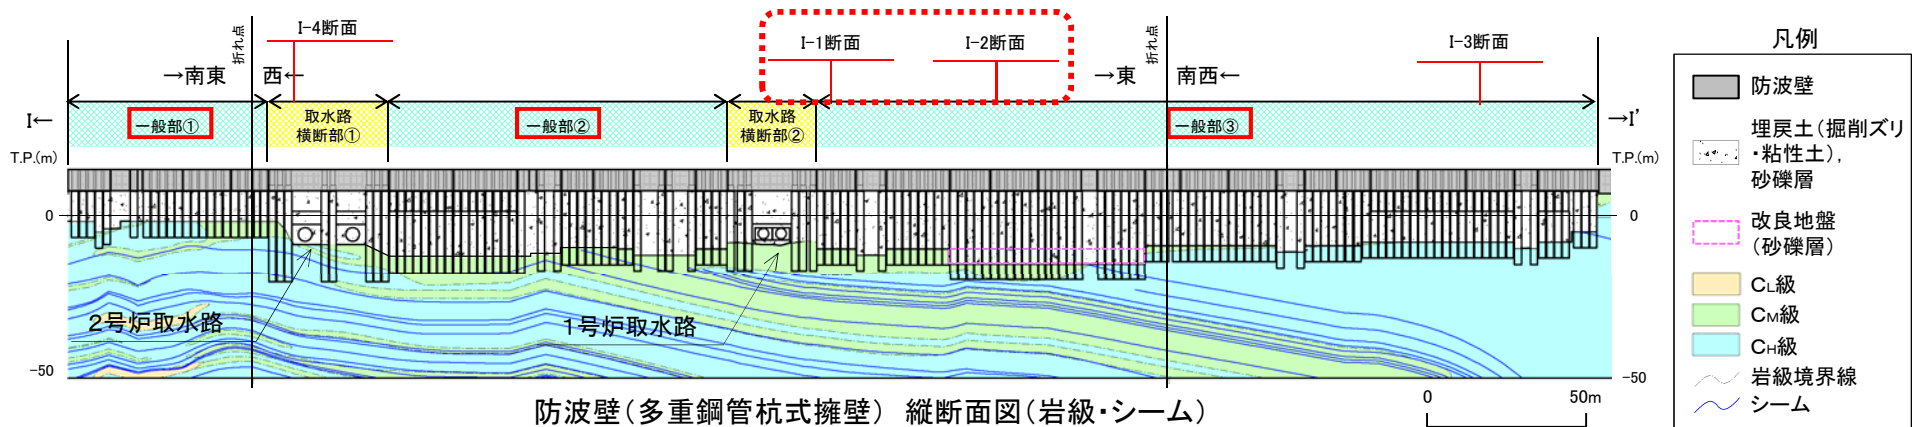 I-4断面
I-1断面
I-2断面
I-3断面
折れ点
折れ点
→南東
西←
→東
南西←
I←
→I'
一般部①
取水路
横断部①
一般部②
取水路
横断部②
一般部③
T.P.(m)
T.P.(m)
0
0
2号炉取水路
1号炉取水路
-50
-50
防波壁(多重鋼管杭式擁壁) 縦断面図(岩級・シーム)
0
50m
凡例
防波壁
埋戻土(掘削ズリ
・粘性土),
砂礫層
改良地盤
(砂礫層)
CL級
CM級
CH級
岩級境界線
シーム